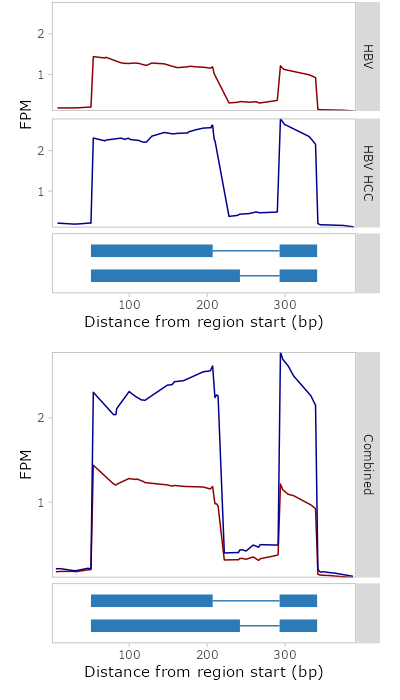 2
1
HBV
FPM
2
1
HBV HCC
100 200 300
Distance from region start (bp)
2
1
FPM
Combined
100 200 300
Distance from region start (bp)